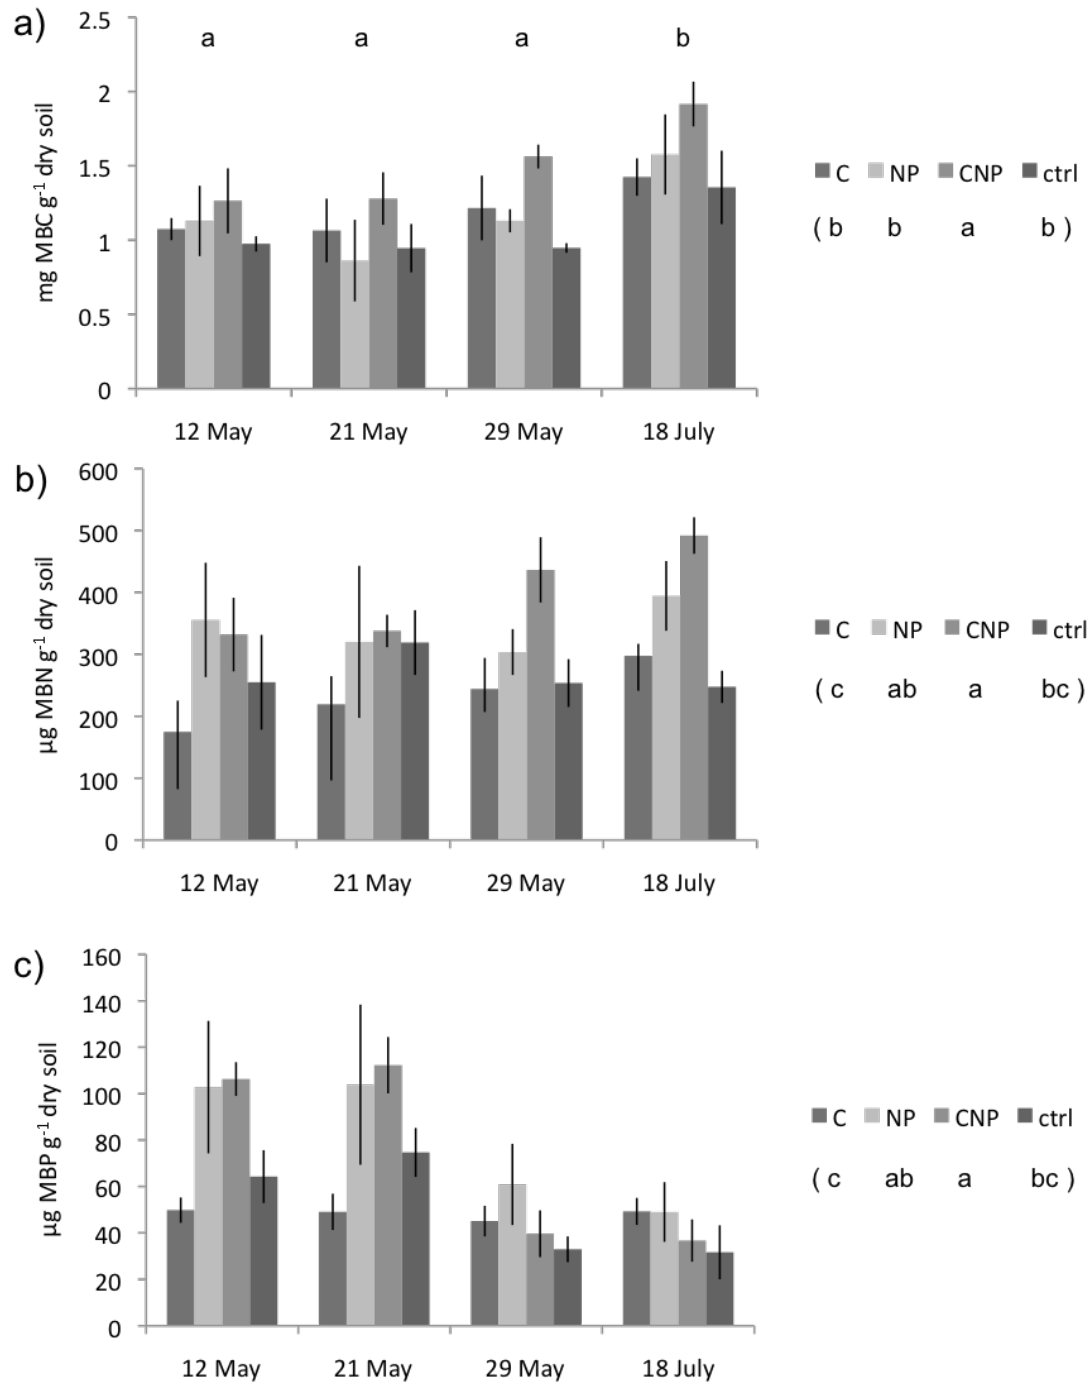 a)
2.5
2
1.5
1
0.5
0
mg MBC g-1 dry soil
a a a b
12 May 21 May 29 May 18 July
C NP CNP ctrl
( b b a b )
b)
600
500
400
300
200
100
0
µg MBN g-1 dry soil
12 May 21 May 29 May 18 July
C NP CNP ctrl
( c ab a bc )
c)
160
140
120
100
80
60
40
20
0
µg MBP g-1 dry soil
12 May 21 May 29 May 18 July
C NP CNP ctrl
( c ab a bc )